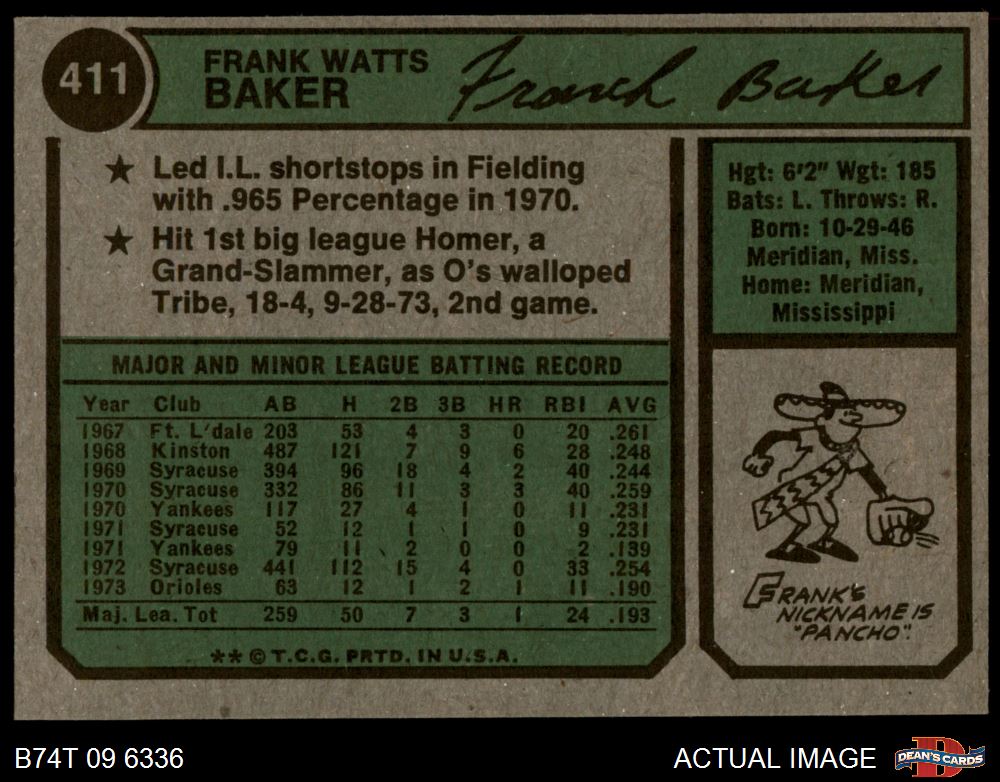 411
FRANK WATTS
BAKER
Frank Baker
★ Led I.L. shortstops in Fielding
with .965 Percentage in 1970.
★ Hit 1st big league Homer, a
Grand-Slammer, as O's walloped
Tribe, 18-4, 9-28-73, 2nd game.
Hgt: 6'2" Wgt: 185
Bats: L. Throws: R.
Born: 10-29-46
Meridian, Miss.
Home: Meridian,
Mississippi
MAJOR AND MINOR LEAGUE BATTING RECORD
Year Club AB H 2B 3B HR RBI AVG
1967 Ft. L'dale 203 53 4 3 0 20 .261
1968 Kinston 487 121 7 9 6 28 .248
1969 Syracuse 394 96 18 4 2 40 .244
1970 Syracuse 332 86 11 3 3 40 .259
1970 Yankees 117 27 4 1 0 11 .231
1971 Syracuse 52 12 1 1 0 9 .231
1971 Yankees 79 11 2 0 0 2 .139
1972 Syracuse 441 112 15 4 0 33 .254
1973 Orioles 63 12 1 2 1 11 .190
Maj. Lea. Tot 259 50 7 3 1 24 .193
** © T.C.G. PRTD. IN U.S.A.
FRANK'S
NICKNAME IS
"PANCHO".
B74T 09 6336
ACTUAL IMAGE
D
DEAN'S CARDS